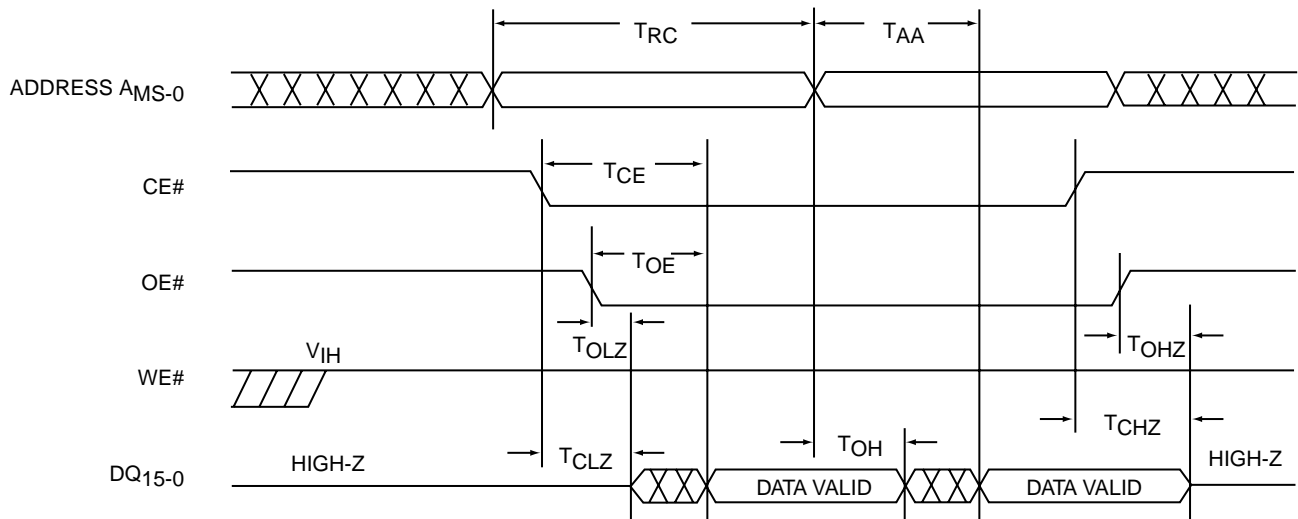 TRC
TAA
ADDRESS AMS-0
TCE
CE#
TOE
OE#
TOLZ
TOHZ
VIH
WE#
TCHZ
TCLZ
TOH
HIGH-Z
HIGH-Z
DQ15-0
DATA VALID
DATA VALID